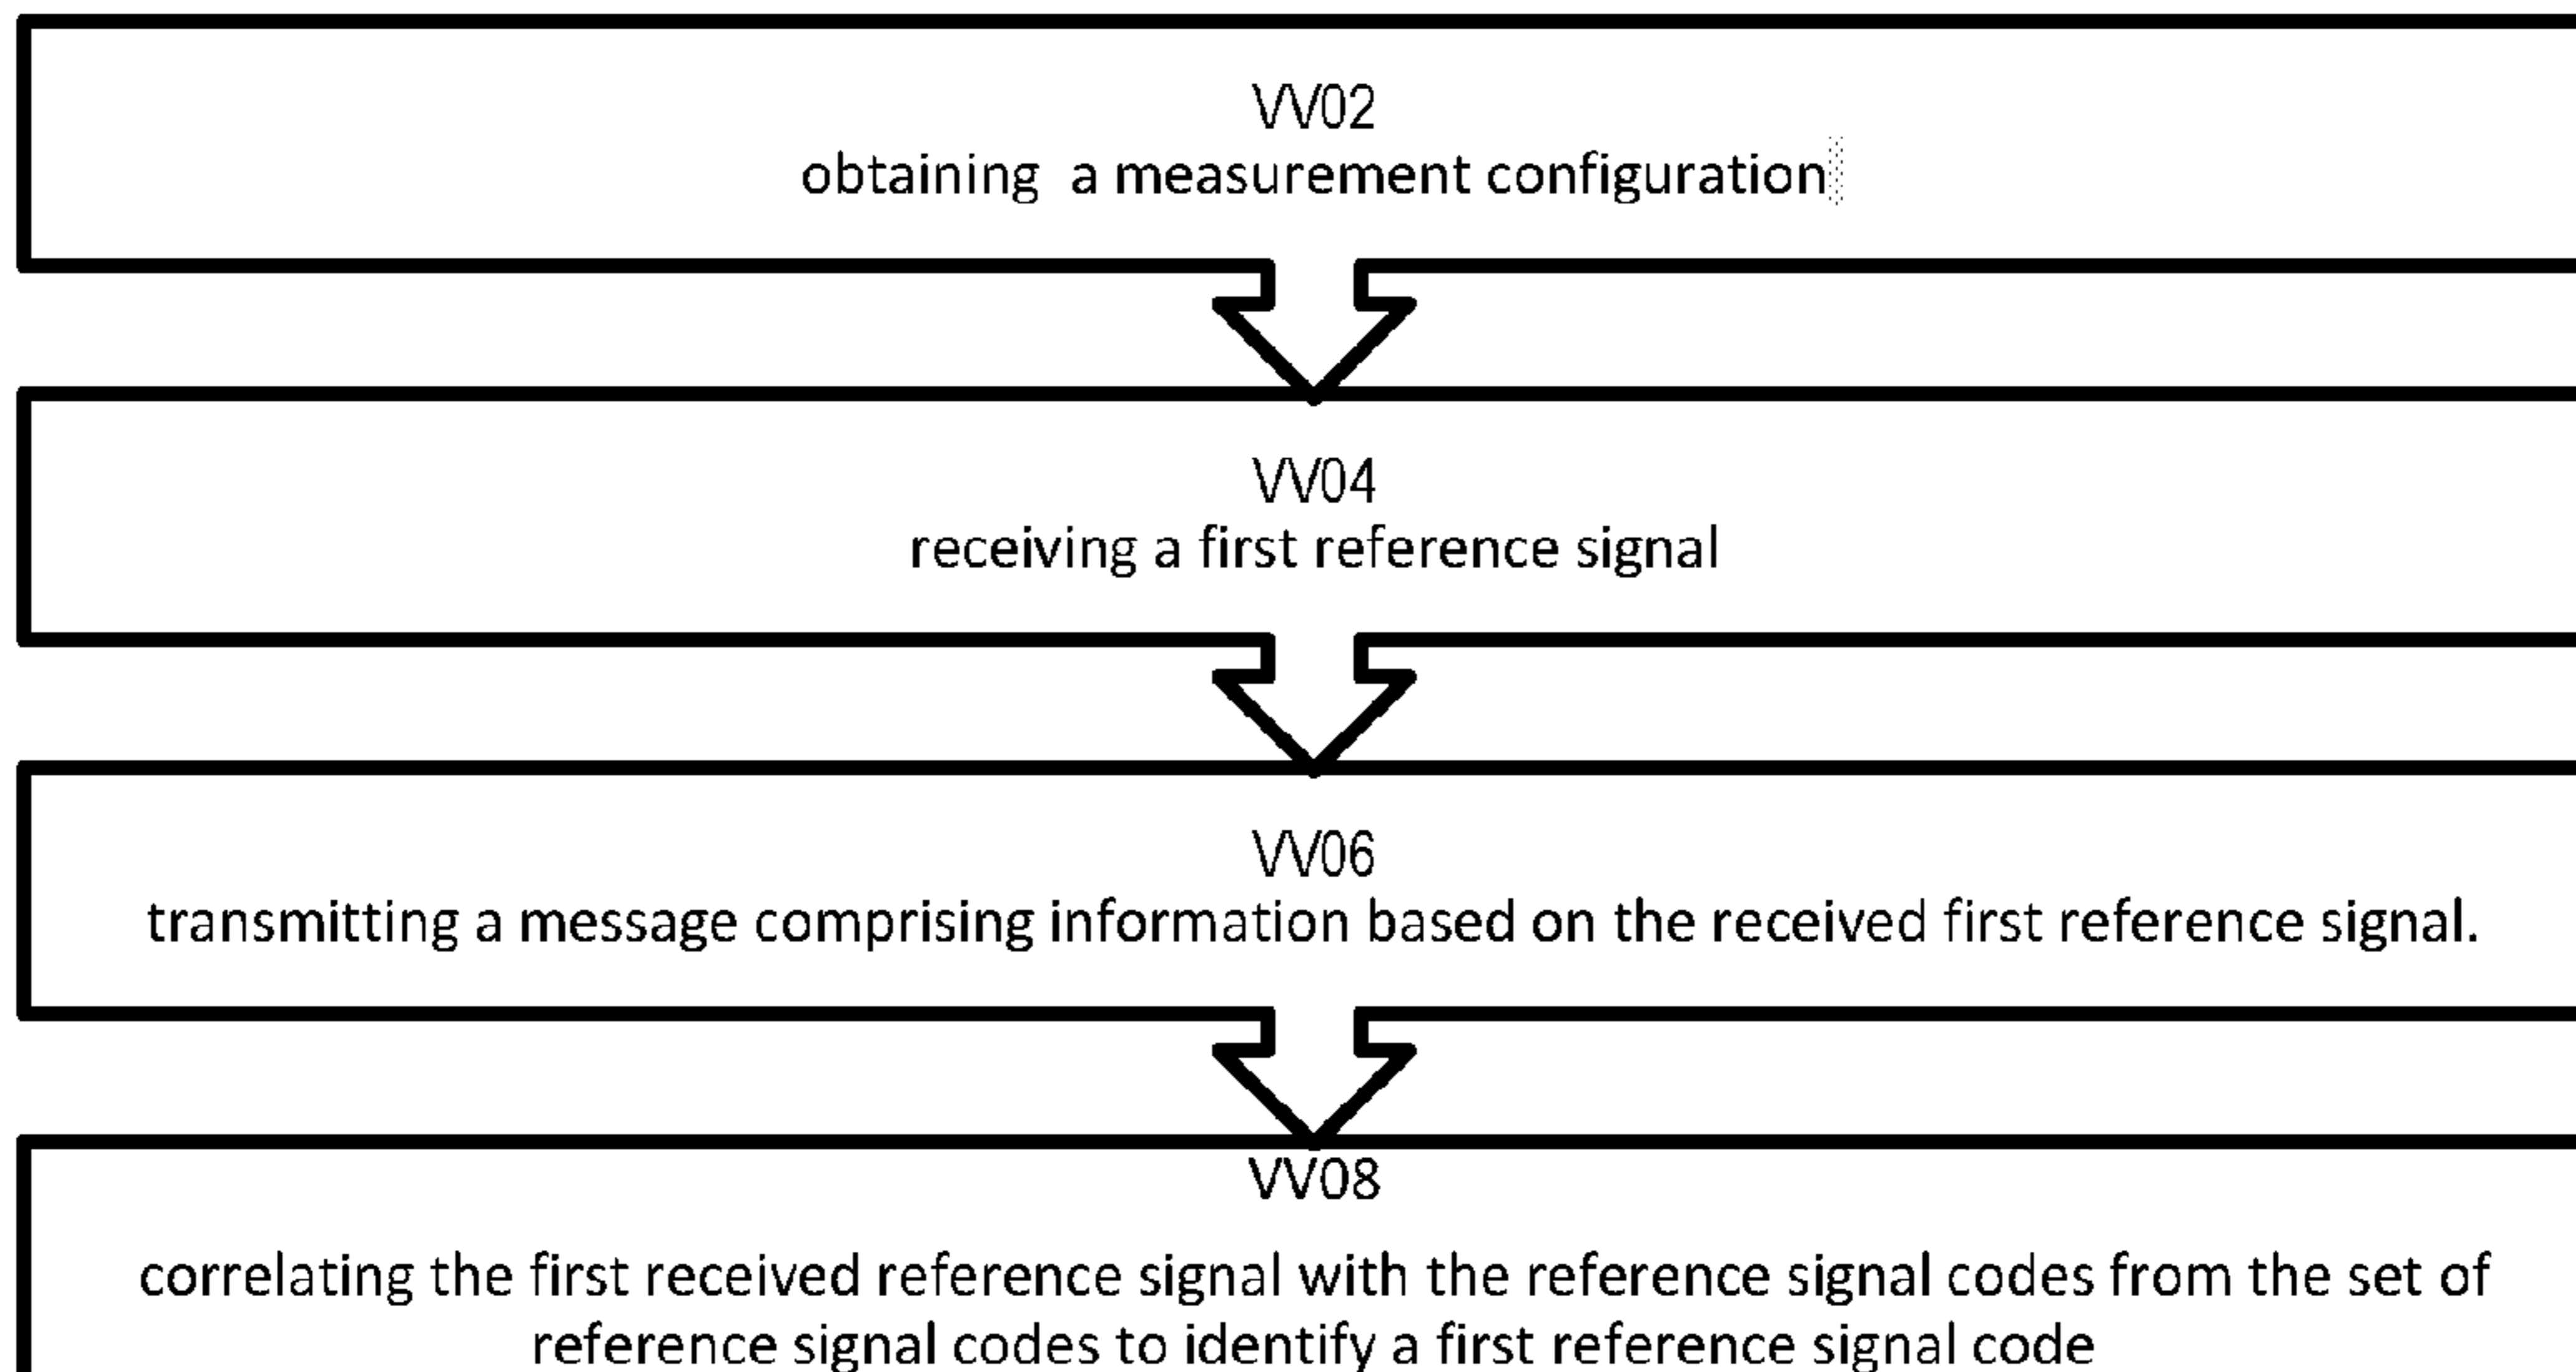 VV02
obtaining a measurement configuration
VV04
receiving a first reference signal
VV06
transmitting a message comprising information based on the received first reference signal.
VV08
correlating the first received reference signal with the reference signal codes from the set of
reference signal codes to identify a first reference signal code